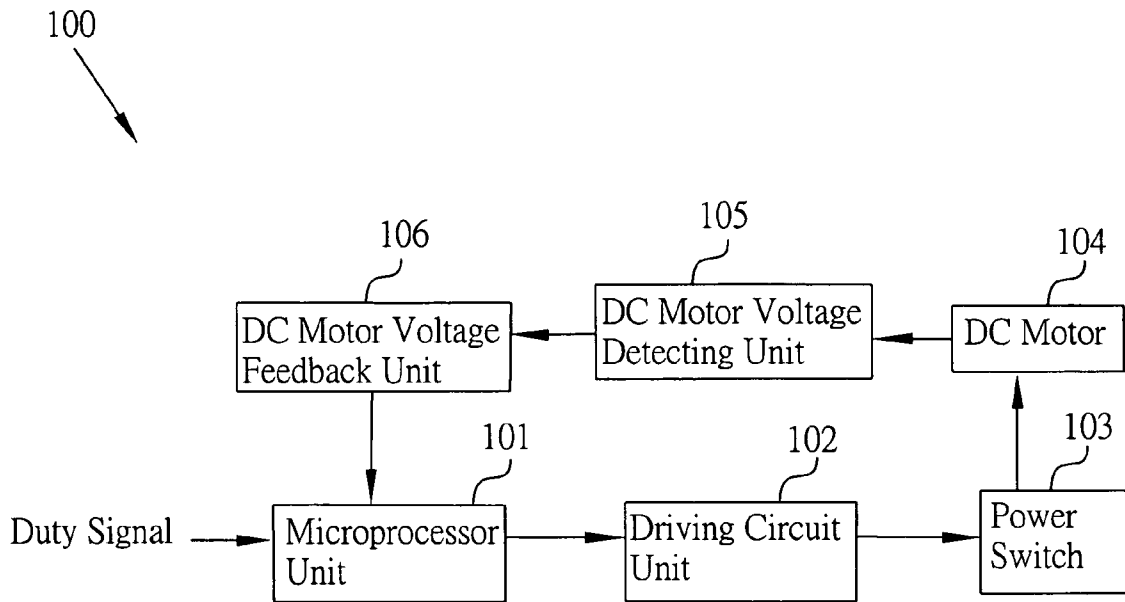 100
106
105
104
DC Motor Voltage
Feedback Unit
DC Motor Voltage
Detecting Unit
DC Motor
101
102
103
Duty Signal
Microprocessor
Unit
Driving Circuit
Unit
Power
Switch